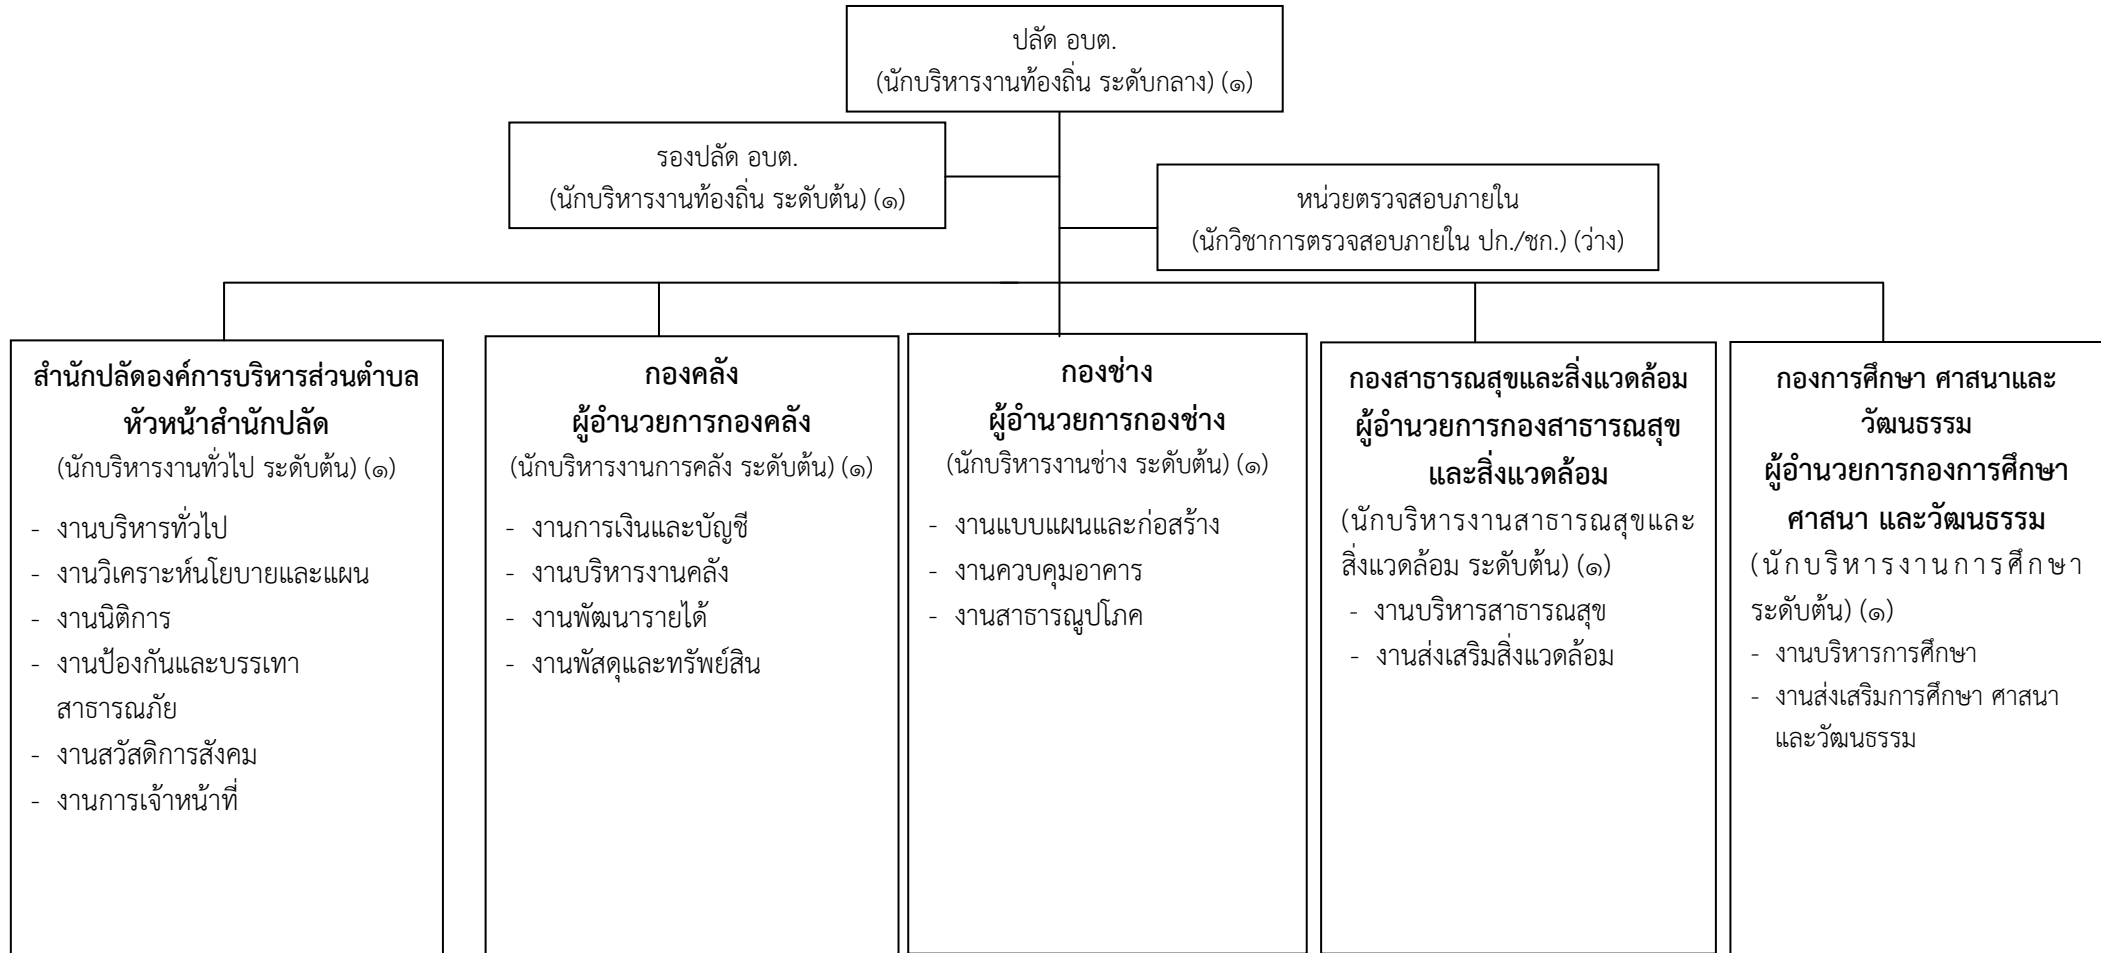 ปลัด อบต.
(นักบริหารงานท้องถิ่น ระดับกลาง) (๑)
รองปลัด อบต.
(นักบริหารงานท้องถิ่น ระดับต้น) (๑)
หน่วยตรวจสอบภายใน
(นักวิชาการตรวจสอบภายใน ปก./ชก.) (ว่าง)
สำนักปลัดองค์การบริหารส่วนตำบล
หัวหน้าสำนักปลัด
(นักบริหารงานทั่วไป ระดับต้น) (๑)
- งานบริหารทั่วไป
- งานวิเคราะห์นโยบายและแผน
- งานนิติการ
- งานป้องกันและบรรเทา
สาธารณภัย
- งานสวัสดิการสังคม
- งานการเจ้าหน้าที่
กองคลัง
ผู้อำนวยการกองคลัง
(นักบริหารงานการคลัง ระดับต้น) (๑)
- งานการเงินและบัญชี
- งานบริหารงานคลัง
- งานพัฒนารายได้
- งานพัสดุและทรัพย์สิน
กองช่าง
ผู้อำนวยการกองช่าง
(นักบริหารงานช่าง ระดับต้น) (๑)
- งานแบบแผนและก่อสร้าง
- งานควบคุมอาคาร
- งานสาธารณูปโภค
กองสาธารณสุขและสิ่งแวดล้อม
ผู้อำนวยการกองสาธารณสุข
และสิ่งแวดล้อม
(นักบริหารงานสาธารณสุขและ
สิ่งแวดล้อม ระดับต้น) (๑)
- งานบริหารสาธารณสุข
- งานส่งเสริมสิ่งแวดล้อม
กองการศึกษา ศาสนาและ
วัฒนธรรม
ผู้อำนวยการกองการศึกษา
ศาสนา และวัฒนธรรม
(นักบริหารงานการศึกษา
ระดับต้น) (๑)
- งานบริหารการศึกษา
- งานส่งเสริมการศึกษา ศาสนา
และวัฒนธรรม